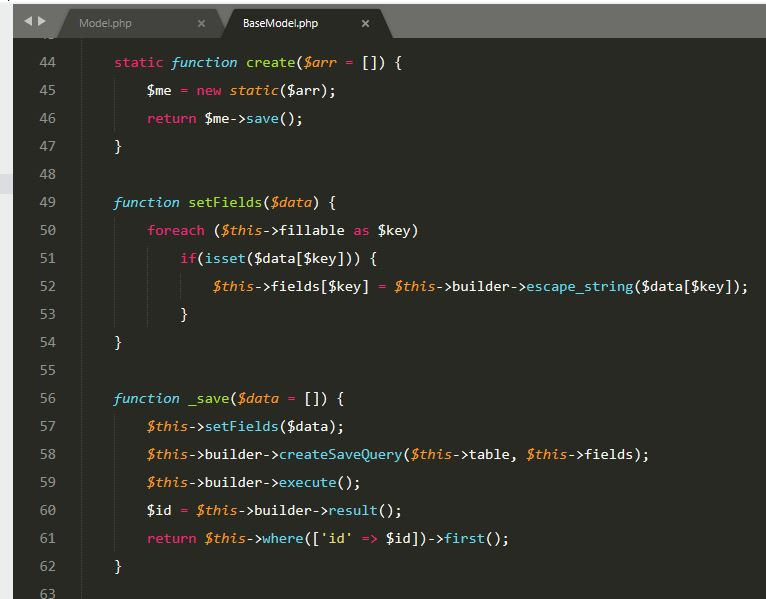 Model.php × BaseModel.php ×
44 static function create($arr = []) {
45 $me = new static($arr);
46 return $me->save();
47 }
48
49 function setFields($data) {
50 foreach ($this->fillable as $key)
51 if(isset($data[$key])) {
52 $this->fields[$key] = $this->builder->escape_string($data[$key]);
53 }
54 }
55
56 function _save($data = []) {
57 $this->setFields($data);
58 $this->builder->createSaveQuery($this->table, $this->fields);
59 $this->builder->execute();
60 $id = $this->builder->result();
61 return $this->where(['id' => $id])->first();
62 }
63